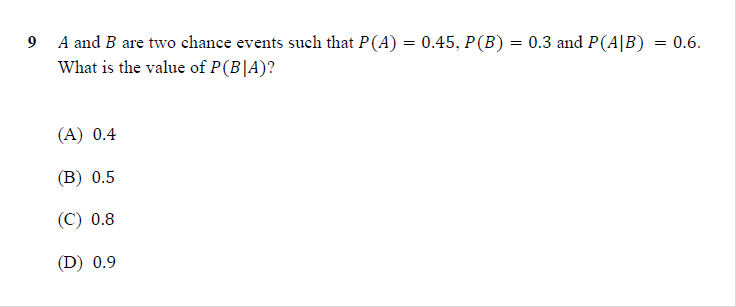 9 A and B are two chance events such that P(A) = 0.45, P(B) = 0.3 and P(A|B) = 0.6.
What is the value of P(B|A)?
(A) 0.4
(B) 0.5
(C) 0.8
(D) 0.9